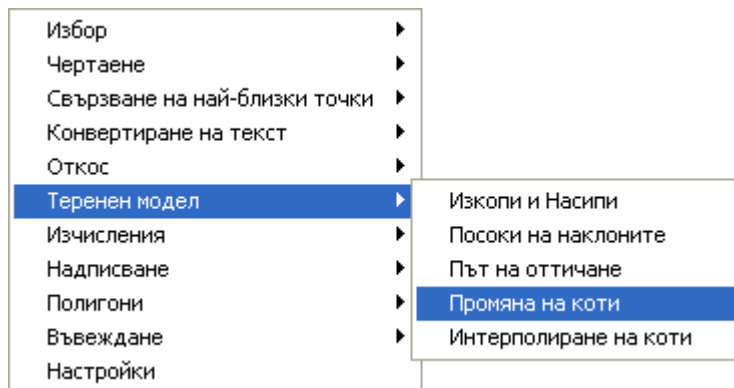 Избор
Чертаене
Свързване на най-близки точки
Конвертиране на текст
Откос
Теренен модел
Изчисления
Надписване
Полигони
Въвеждане
Настройки
Изкопи и Насипи
Посоки на наклоните
Път на оттичане
Промяна на коти
Интерполиране на коти